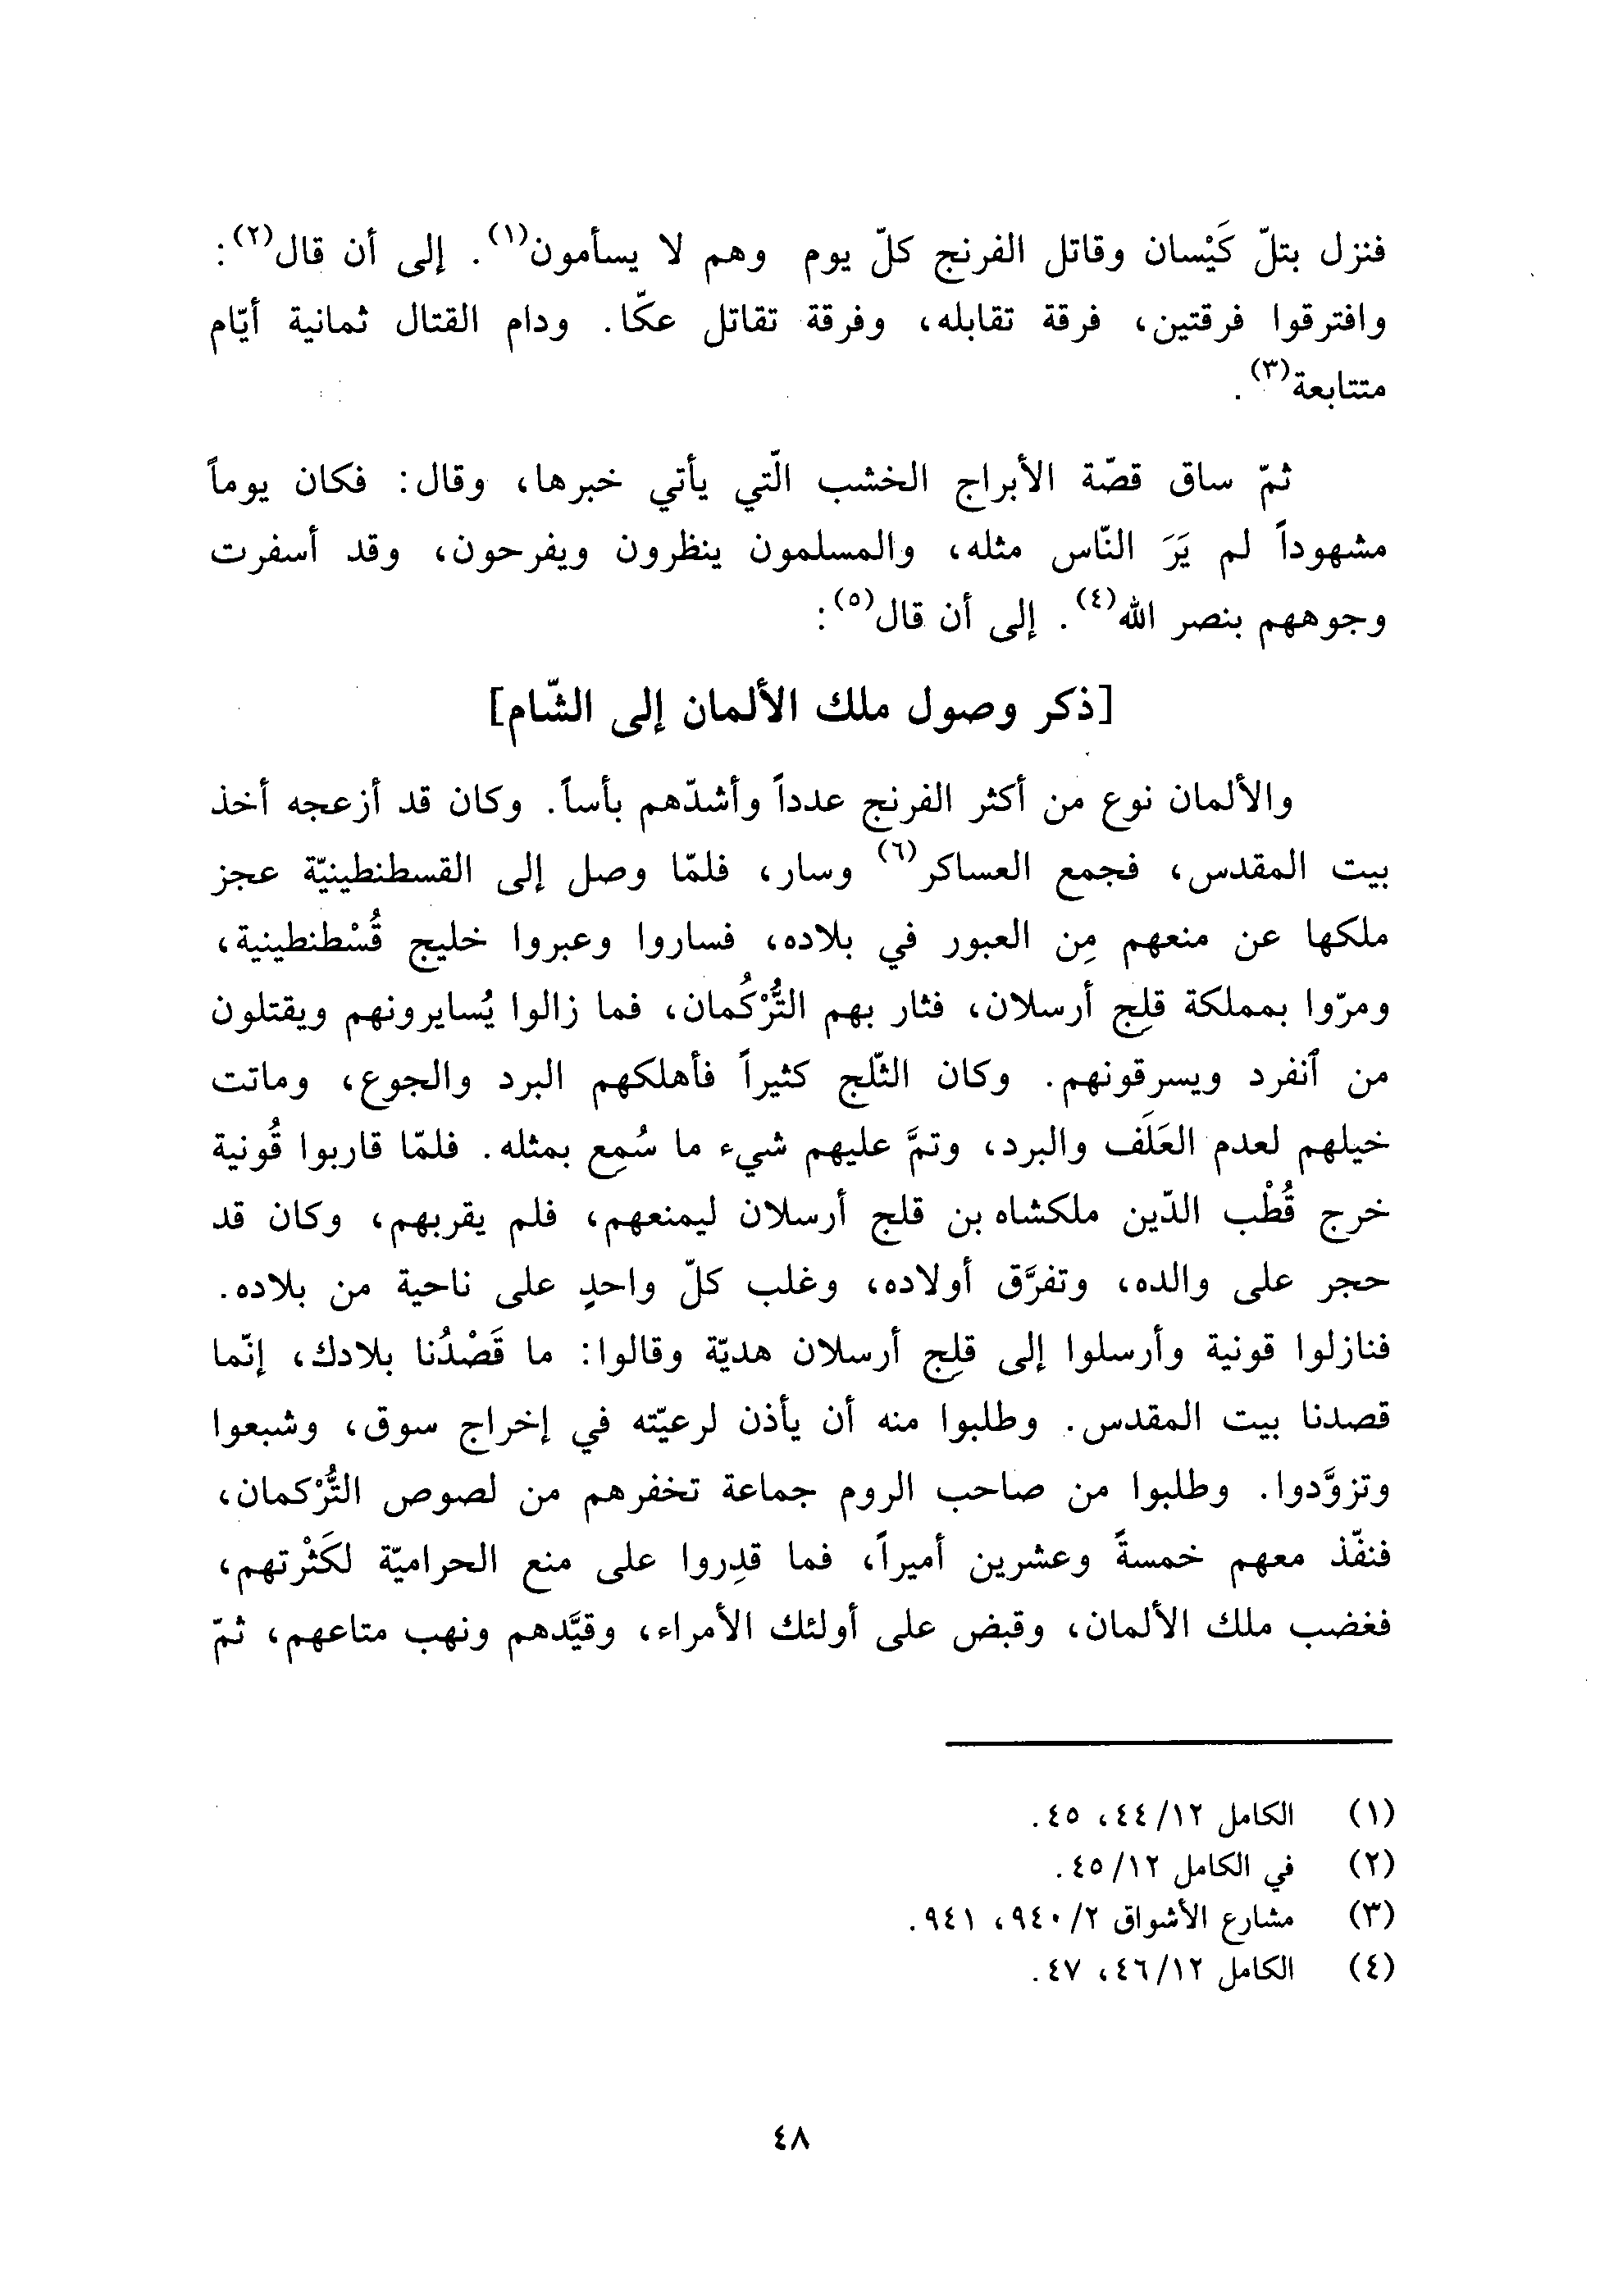 فنزل بتلّ كَيْسان وقاتل الفرنج كلّ يوم وهم لا يسأمون(١). إلى أن قال(٢):
وافترقوا فرقتين، فرقة تقابله، وفرقة تقاتل عكّا. ودام القتال ثمانية أيّام
متتابعة(٣).
ثمّ ساق قصّة الأبراج الخشب الّتي يأتي خبرها، وقال: فكان يوماً
مشهوداً لم يَرَ النّاس مثله، والمسلمون ينظرون ويفرحون، وقد أسفرت
وجوههم بنصر الله(٤). إلى أن قال(٥):
[ذكر وصول ملك الألمان إلى الشّام]
والألمان نوع من أكثر الفرنج عدداً وأشدّهم بأساً. وكان قد أزعجه أخذ
بيت المقدس، فجمع العساكر(٦) وسار، فلمّا وصل إلى القسطنطينيّة عجز
ملكها عن منعهم مِن العبور في بلاده، فساروا وعبروا خليج قُسْطنطينية،
ومرّوا بمملكة قلِج أرسلان، فثار بهم التُّرْكُمان، فما زالوا يُسايرونهم ويقتلون
من ٱنفرد ويسرقونهم. وكان الثّلج كثيراً فأهلكهم البرد والجوع، وماتت
خيلهم لعدم العَلَف والبرد، وتمَّ عليهم شيء ما سُمِع بمثله. فلمّا قاربوا قُونية
خرج قُطْب الدّين ملكشاه بن قلج أرسلان ليمنعهم، فلم يقربهم، وكان قد
حجر على والده، وتفرَّق أولاده، وغلب كلّ واحدٍ على ناحية من بلاده.
فنازلوا قونية وأرسلوا إلى قلِج أرسلان هديّة وقالوا: ما قَصْدُنا بلادك، إنّما
قصدنا بيت المقدس. وطلبوا منه أن يأذن لرعيّته في إخراج سوق، وشبعوا
وتزوَّدوا. وطلبوا من صاحب الروم جماعة تخفرهم من لصوص التُّرْكمان،
فنفّذ معهم خمسةً وعشرين أميراً، فما قدِروا على منع الحراميّة لكَثْرتهم،
فغضب ملك الألمان، وقبض على أولئك الأمراء، وقيَّدهم ونهب متاعهم، ثمّ
(١) الكامل ٤٤/١٢، ٤٥.
(٢) في الكامل ٤٥/١٢.
(٣) مشارع الأشواق ٩٤٠/٢، ٩٤١.
(٤) الكامل ٤٦/١٢، ٤٧.
٤٨